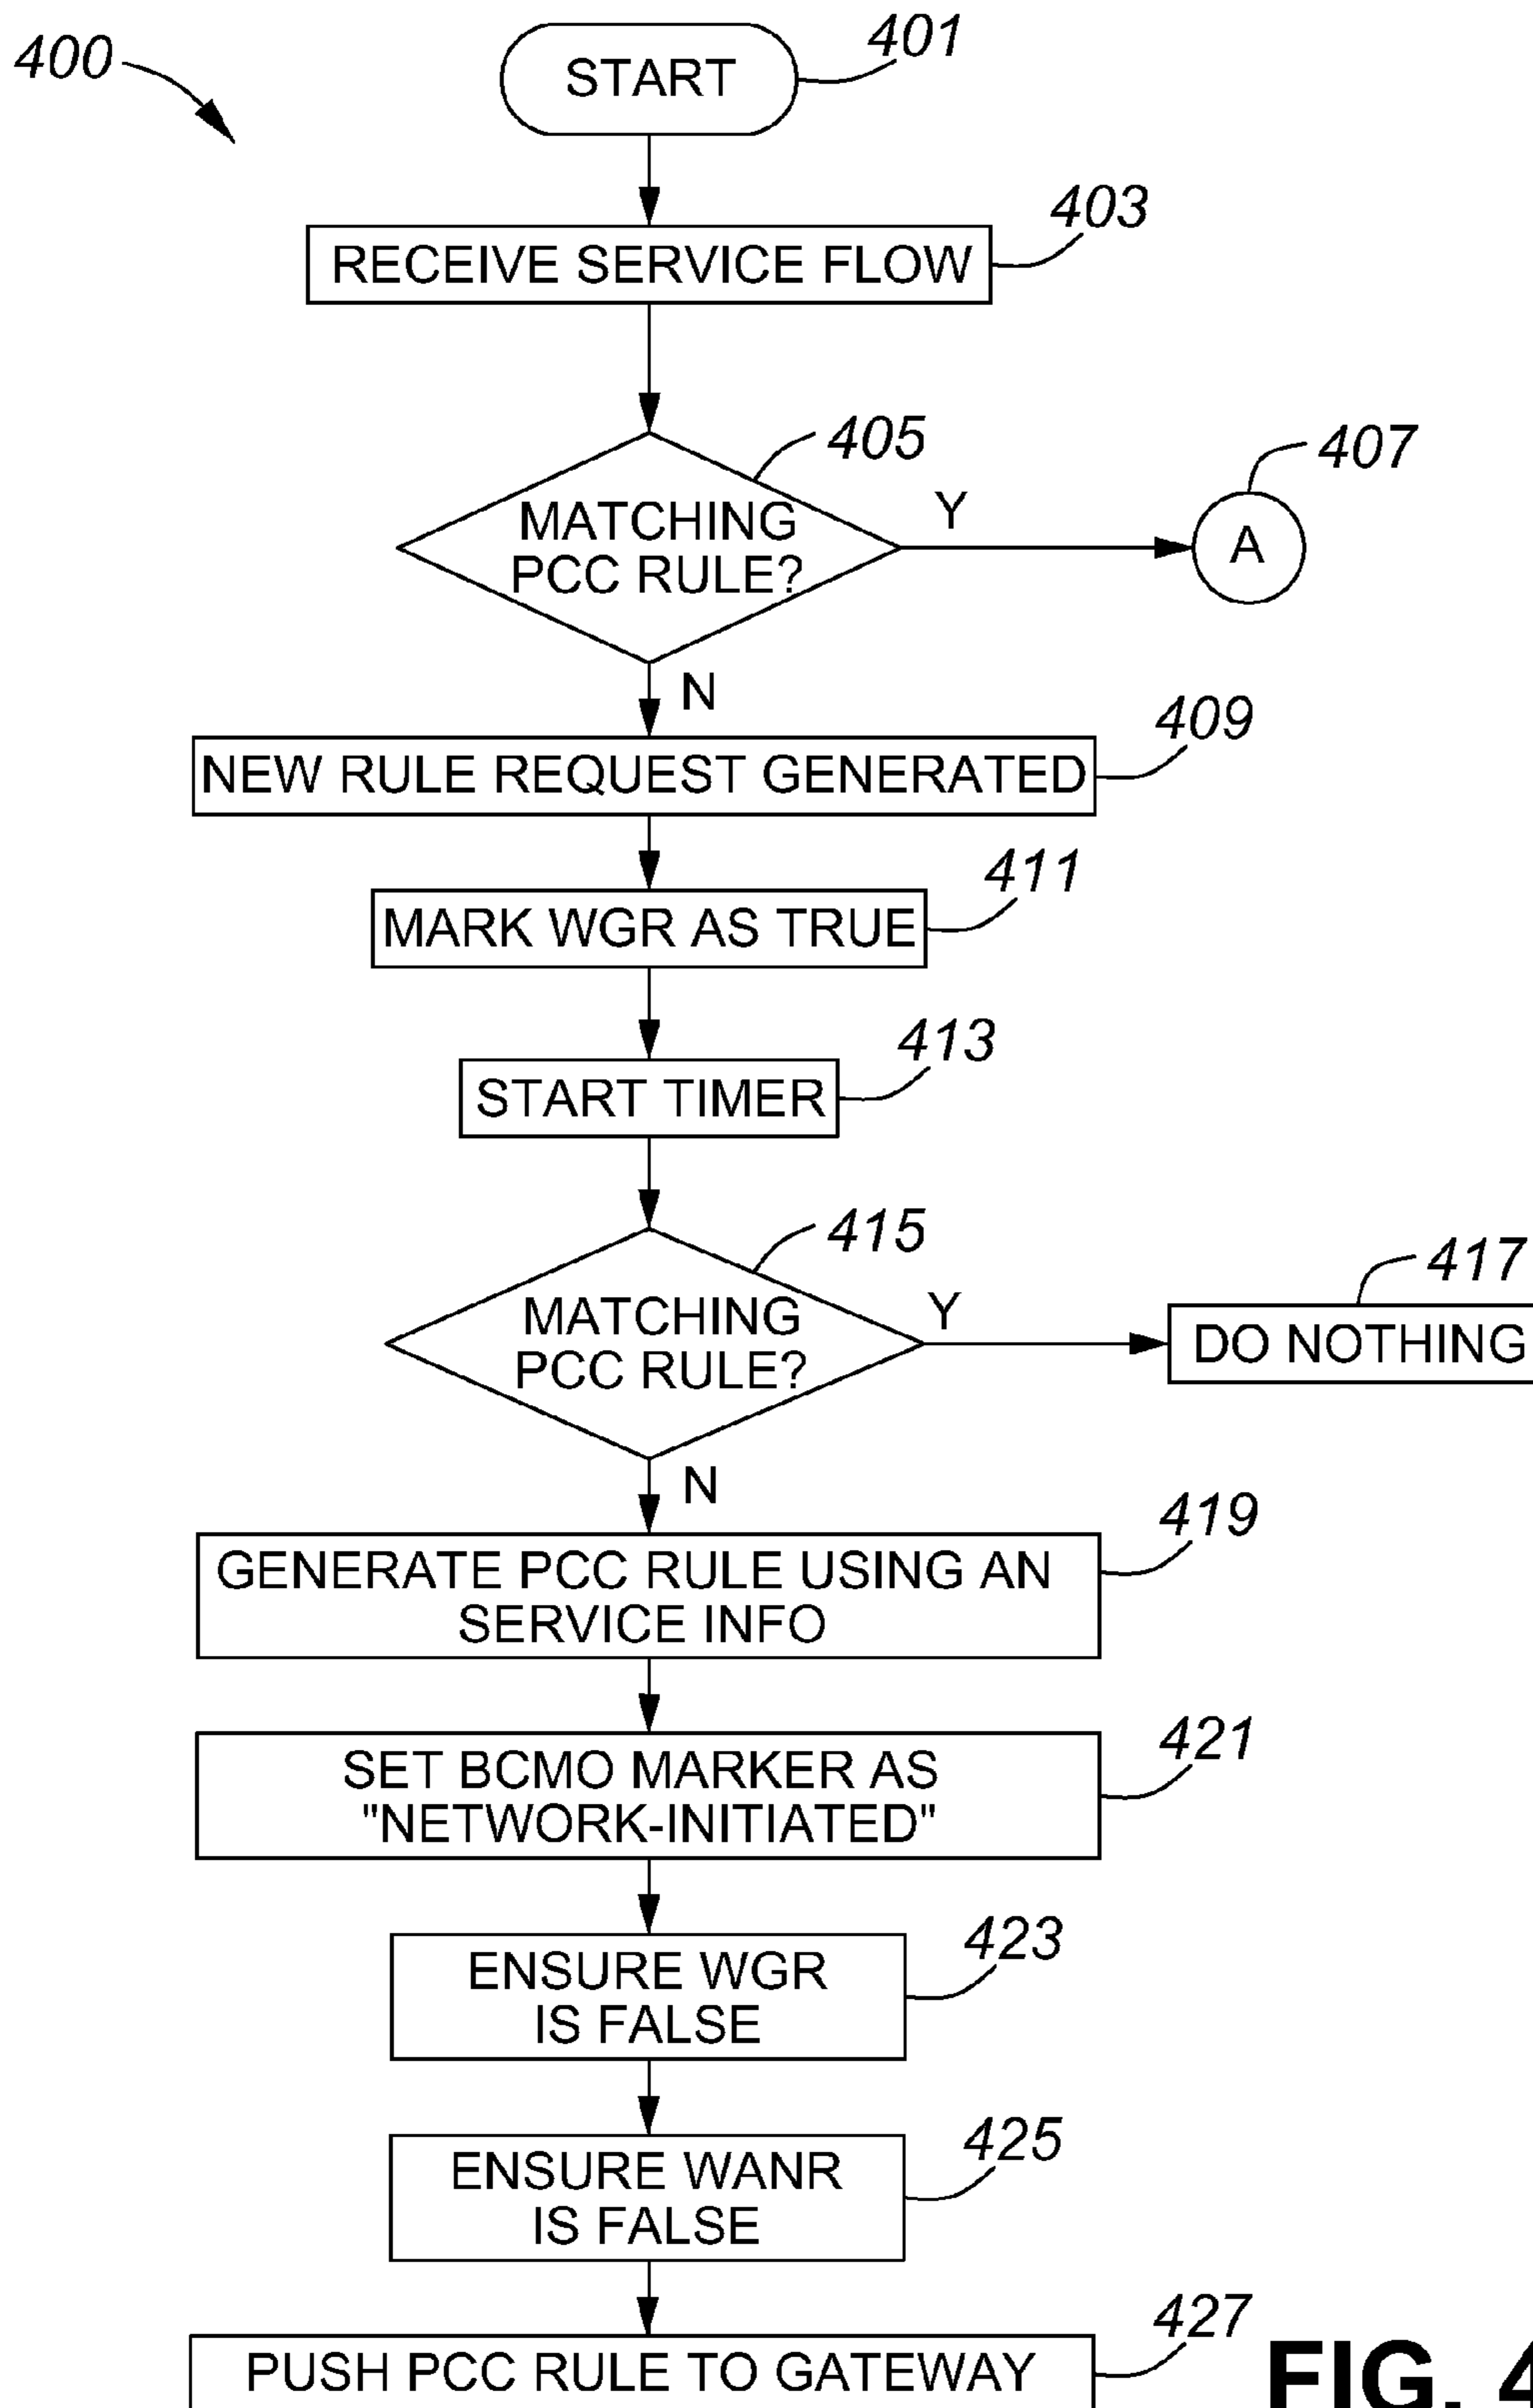 400
START
401
RECEIVE SERVICE FLOW
403
MATCHING
PCC RULE?
405
Y
A
407
N
NEW RULE REQUEST GENERATED
409
MARK WGR AS TRUE
411
START TIMER
413
MATCHING
PCC RULE?
415
Y
DO NOTHING
417
N
GENERATE PCC RULE USING AN
SERVICE INFO
419
SET BCMO MARKER AS
"NETWORK-INITIATED"
421
ENSURE WGR
IS FALSE
423
ENSURE WANR
IS FALSE
425
PUSH PCC RULE TO GATEWAY
427
FIG. 4